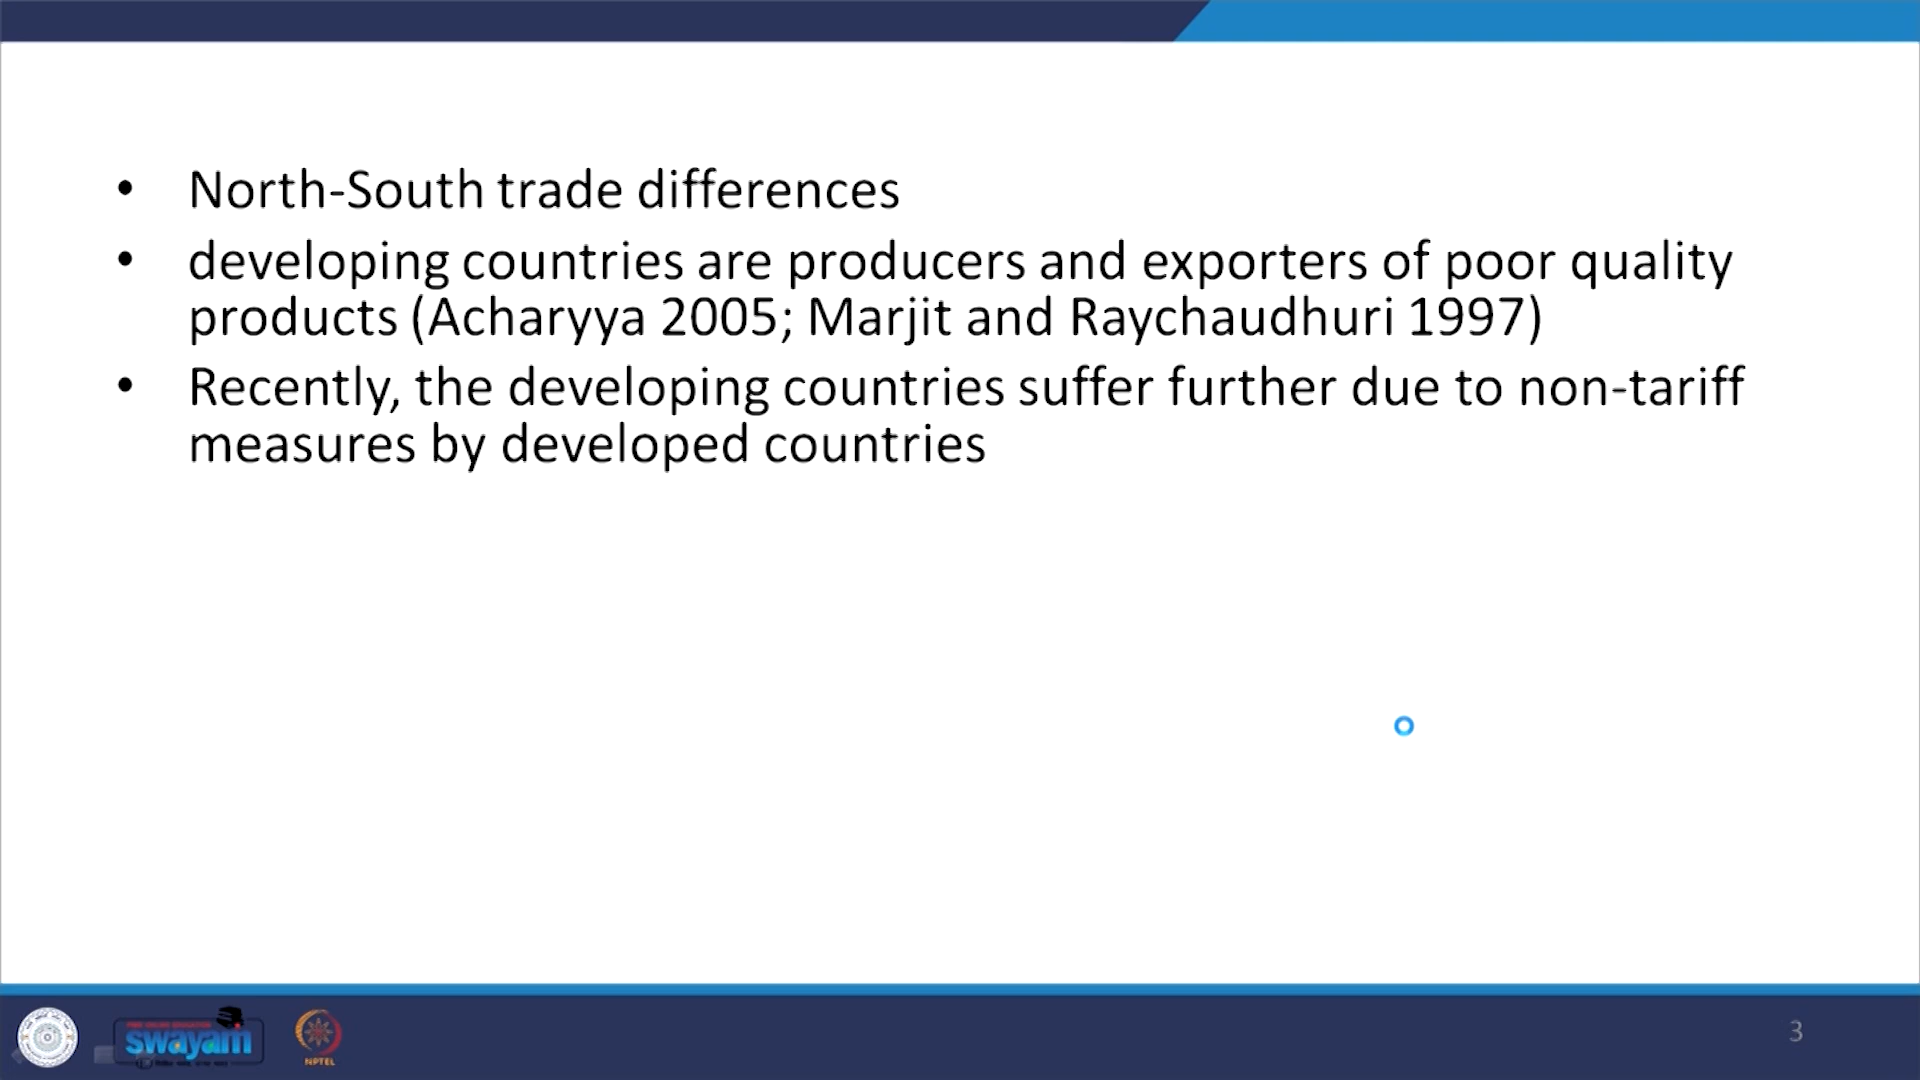 • North-South trade differences
• developing countries are producers and exporters of poor quality
products (Acharyya 2005; Marjit and Raychaudhuri 1997)
• Recently, the developing countries suffer further due to non-tariff
measures by developed countries
swayam
NPTEL
3